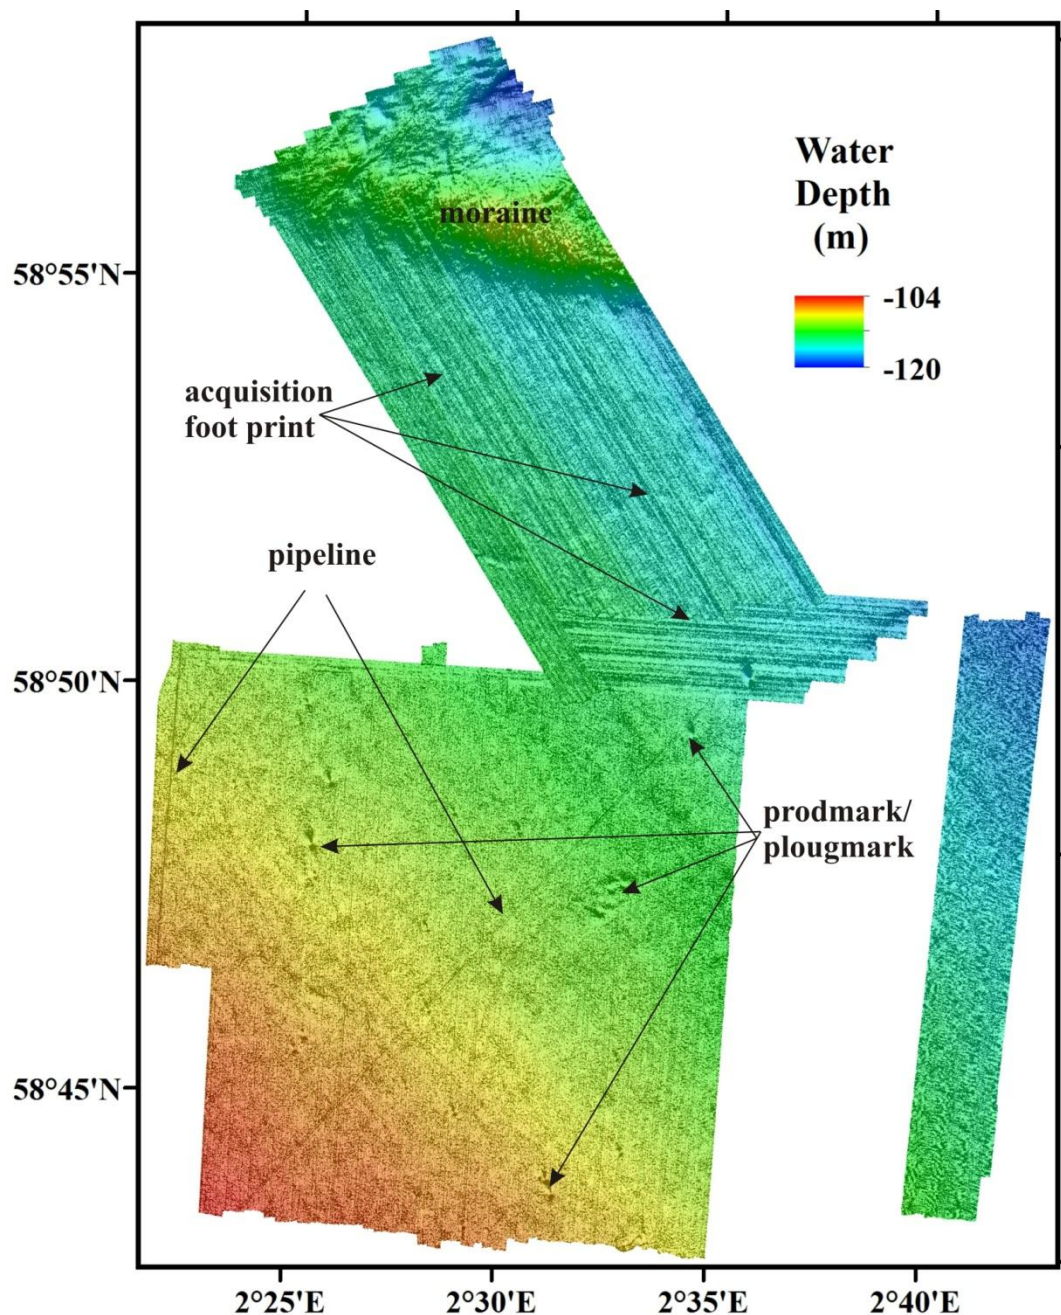 Water
Depth
(m)
-104
-120
moraine
58°55'N
acquisition
foot print
pipeline
58°50'N
prodmark/
plougmark
58°45'N
2°25'E
2°30'E
2°35'E
2°40'E